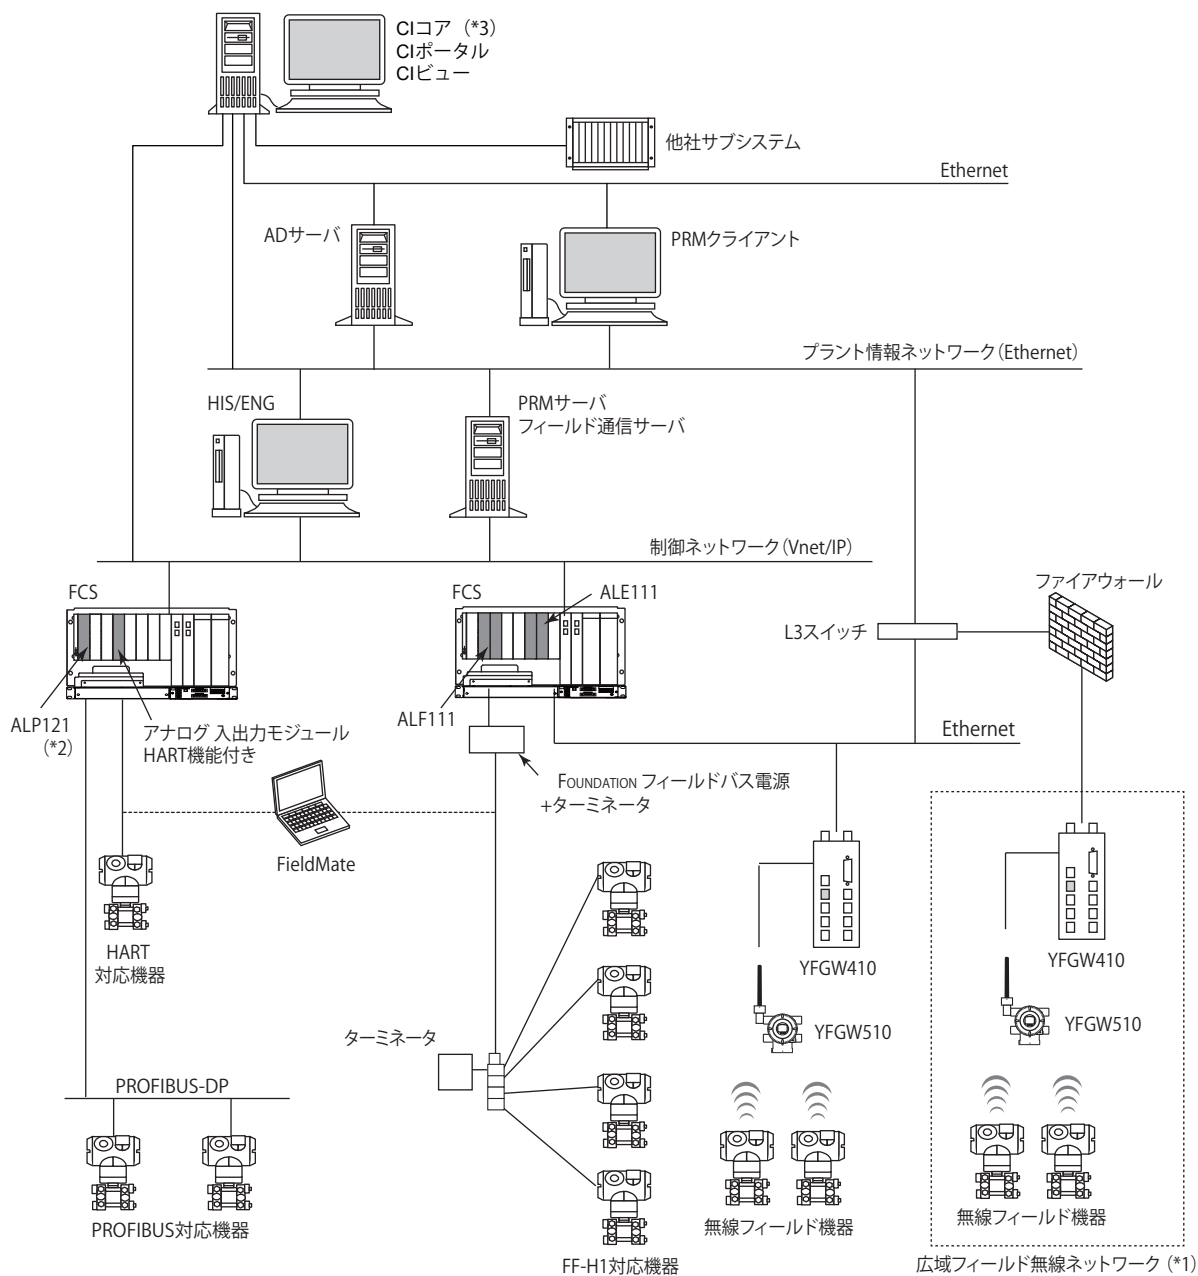 CIコア (*3)
CIポータル
CIビュー
他社サブシステム
Ethernet
ADサーバ
PRMクライアント
プラント情報ネットワーク(Ethernet)
HIS/ENG
PRMサーバ
フィールド通信サーバ
制御ネットワーク(Vnet/IP)
FCS
FCS
ALE111
ファイアウォール
L3スイッチ
ALP121
(*2)
アナログ 入出力モジュール
HART機能付き
ALF111
Ethernet
FOUNDATION フィールドバス電源
+ターミネータ
FieldMate
HART
対応機器
YFGW410
YFGW410
YFGW510
YFGW510
ターミネータ
PROFIBUS-DP
PROFIBUS対応機器
FF-H1対応機器
無線フィールド機器
無線フィールド機器
広域フィールド無線ネットワーク (*1)